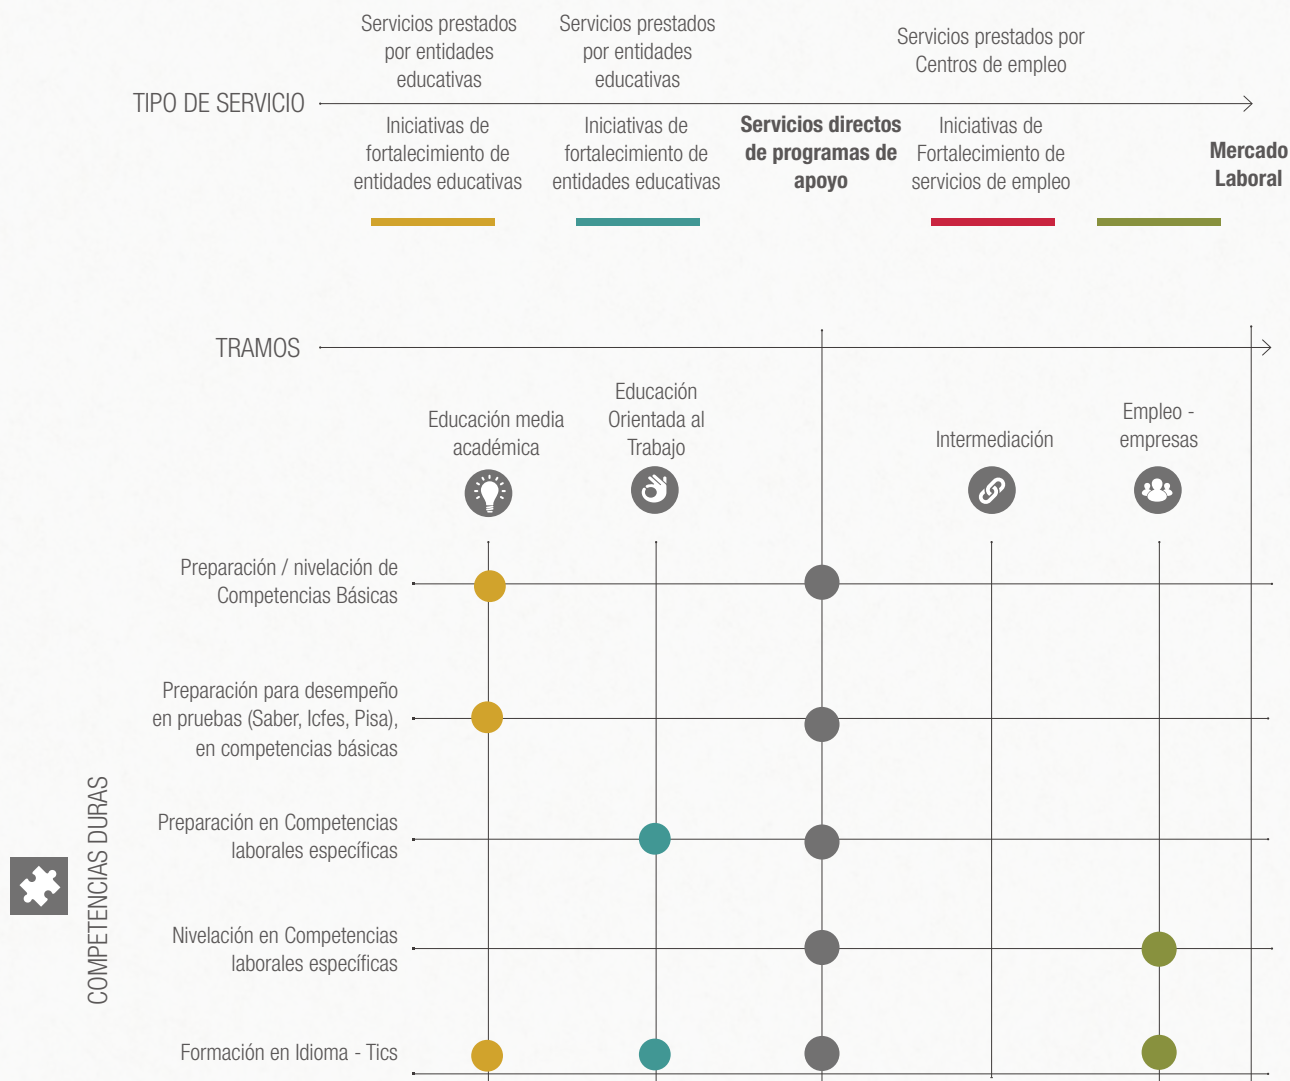 Servicios prestados
por entidades
educativas
Servicios prestados
por entidades
educativas
Servicios prestados por
Centros de empleo
TIPO DE SERVICIO
Iniciativas de
fortalecimiento de
entidades educativas
Iniciativas de
fortalecimiento de
entidades educativas
Servicios directos
de programas de
apoyo
Iniciativas de
Fortalecimiento de
servicios de empleo
Mercado
Laboral
TRAMOS
Educación media
académica
Educación
Orientada al
Trabajo
Intermediación
Empleo -
empresas
Preparación / nivelación de
Competencias Básicas
Preparación para desempeño
en pruebas (Saber, Icfes, Pisa),
en competencias básicas
COMPETENCIAS DURAS
Preparación en Competencias
laborales específicas
Nivelación en Competencias
laborales específicas
Formación en Idioma - Tics